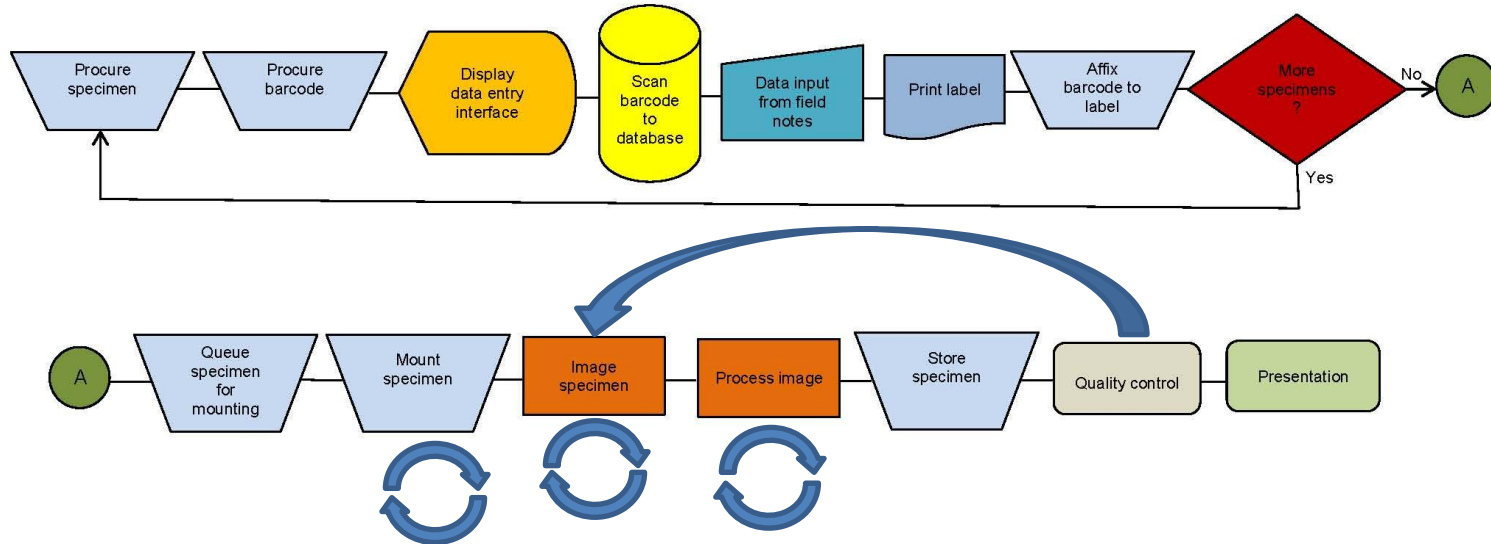 Procure
specimen
Procure
barcode
Display
data entry
interface
Scan
barcode
to
database
Data input
from field
notes
Print label
Affix
barcode to
label
More
specimens
?
No
A
Yes
A
Queue
specimen
for
mounting
Mount
specimen
Image
specimen
Process image
Store
specimen
Quality control
Presentation